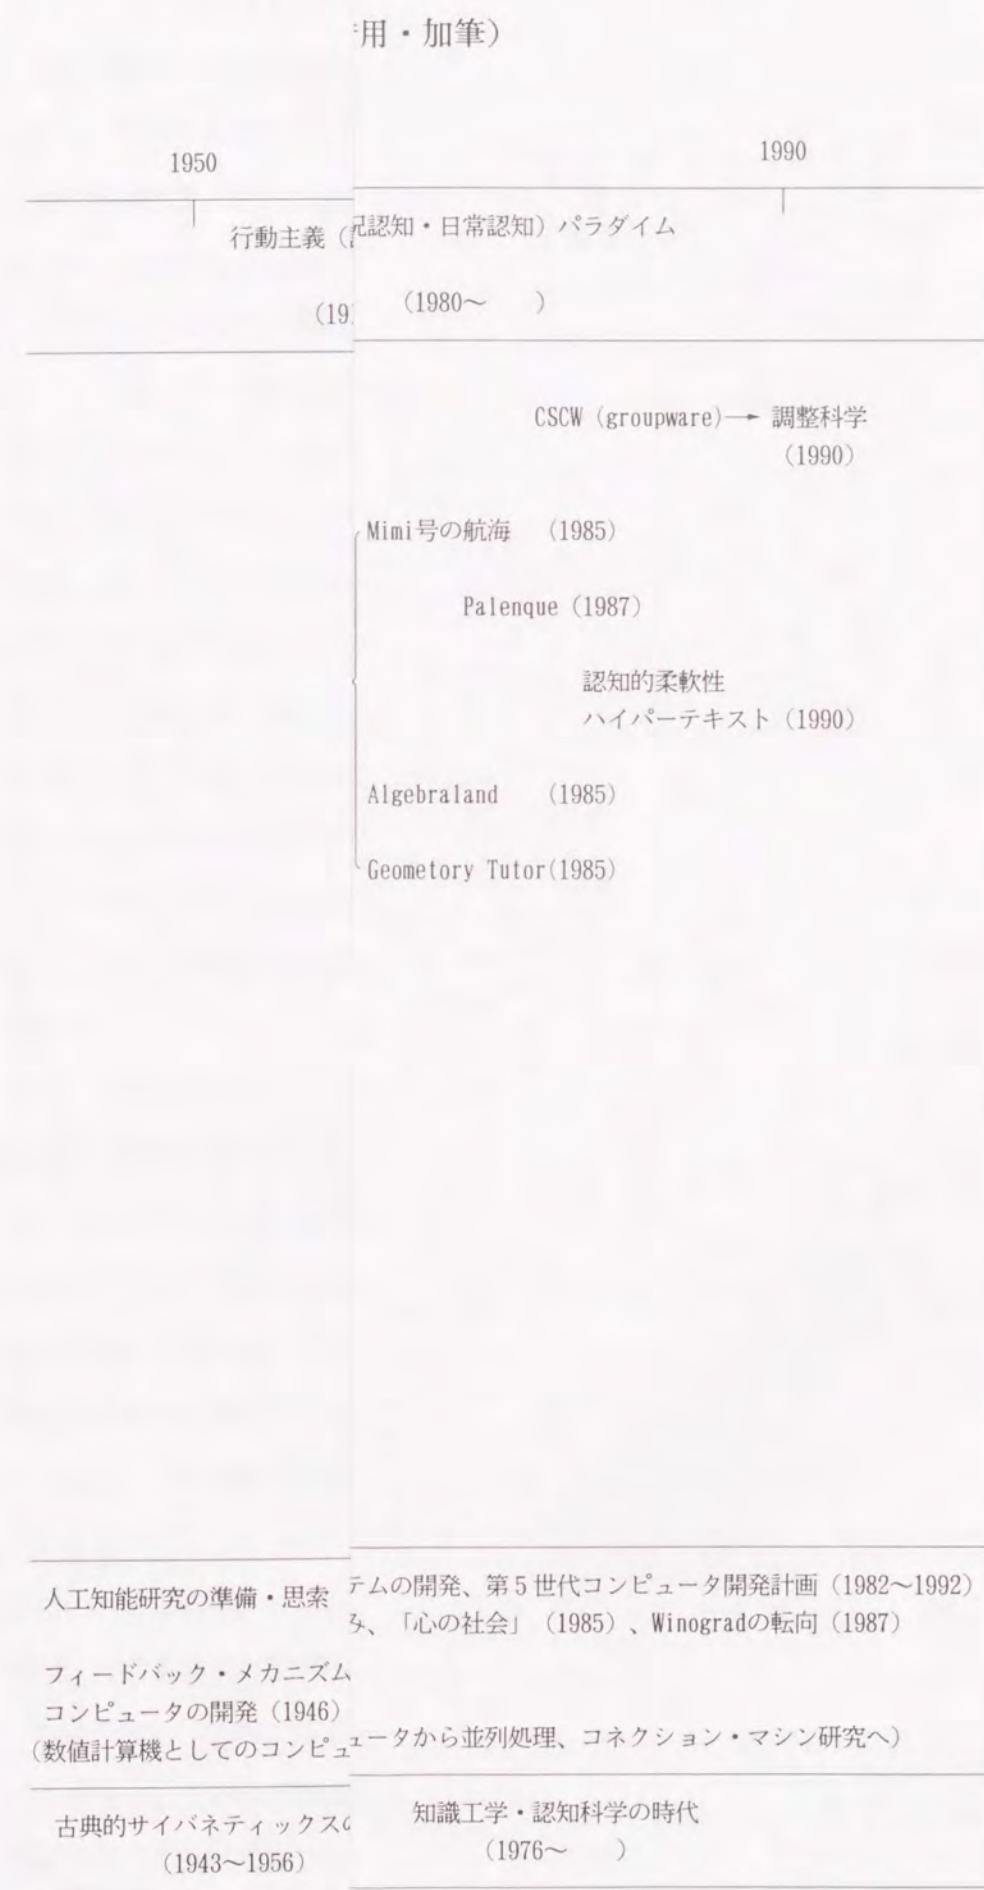 用・加筆）
1950
1990
行動主義（
認知・日常認知）パラダイム
（19
（1980～　）
CSCW (groupware)→ 調整科学
（1990）
Mimi号の航海　（1985）
Palenque（1987）
認知的柔軟性
ハイパーテキスト（1990）
Algebraland　（1985）
Geometory Tutor(1985）
人工知能研究の準備・思索
テムの開発、第５世代コンピュータ開発計画（1982～1992）
み、「心の社会」（1985）、Winogradの転向（1987）
フィードバック・メカニズム
コンピュータの開発（1946）
（数値計算機としてのコンピュ
ータから並列処理、コネクション・マシン研究へ）
古典的サイバネティックス
（1943～1956）
知識工学・認知科学の時代
（1976～　）